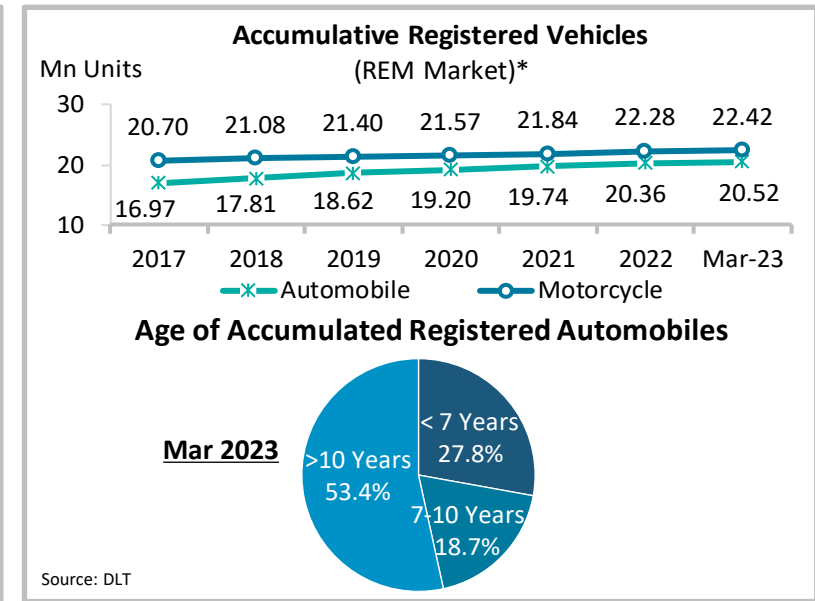 Accumulative Registered Vehicles
Mn Units
(REM Market)*
30
20.70 21.08 21.40 21.57 21.84 22.28 22.42
20
16.97 17.81 18.62 19.20 19.74 20.36 20.52
10
2017 2018 2019 2020 2021 2022 Mar-23
Automobile Motorcycle
Age of Accumulated Registered Automobiles
Mar 2023
< 7 Years
27.8%
>10 Years
53.4%
7-10 Years
18.7%
Source: DLT